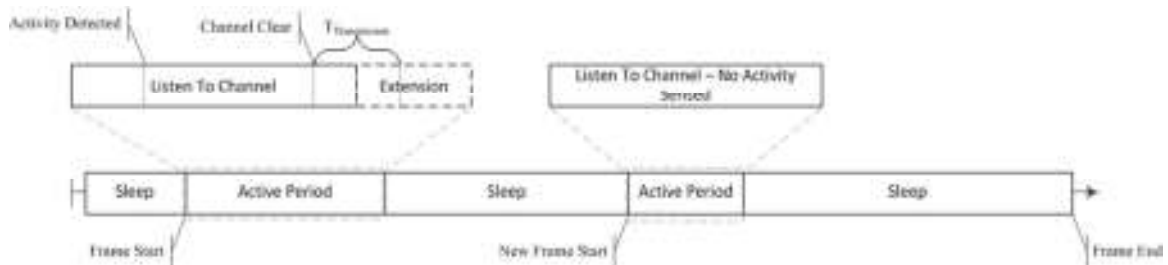 Activity Detected
Channel Clear
T
Listen To Channel
Extension
Listen To Channel – No Activity
Sensed
Sleep
Active Period
Sleep
Active Period
Sleep
Frame Start
New Frame Start
Frame End